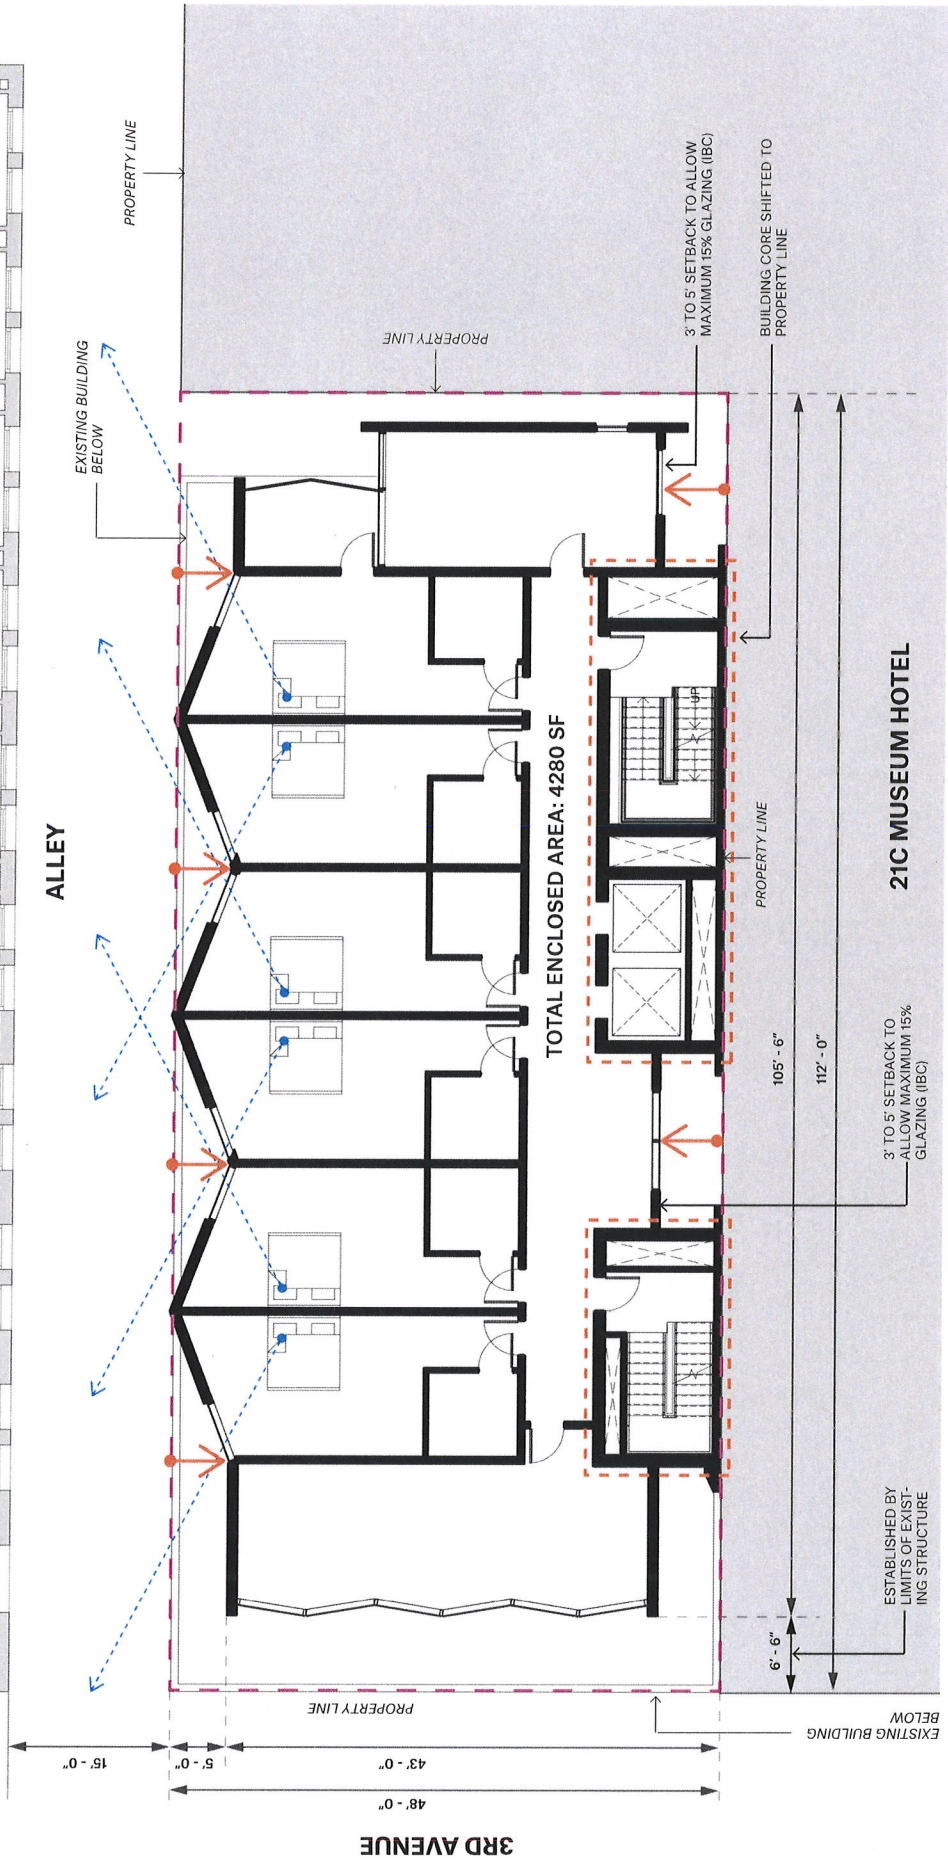 ALLEY
PROPERTY LINE
EXISTING BUILDING
BELOW
PROPERTY LINE
3' TO 5' SETBACK TO ALLOW
MAXIMUM 15% GLAZING (IBC)
BUILDING CORE SHIFTED TO
PROPERTY LINE
TOTAL ENCLOSED AREA: 4280 SF
UP
PROPERTY LINE
21C MUSEUM HOTEL
105' - 6"
112' - 0"
3' TO 5' SETBACK TO
ALLOW MAXIMUM 15%
GLAZING (IBC)
ESTABLISHED BY
LIMITS OF EXIST-
ING STRUCTURE
6' - 6"
PROPERTY LINE
EXISTING BUILDING
BELOW
15' - 0"
5' - 0"
43' - 0"
48' - 0"
3RD AVENUE